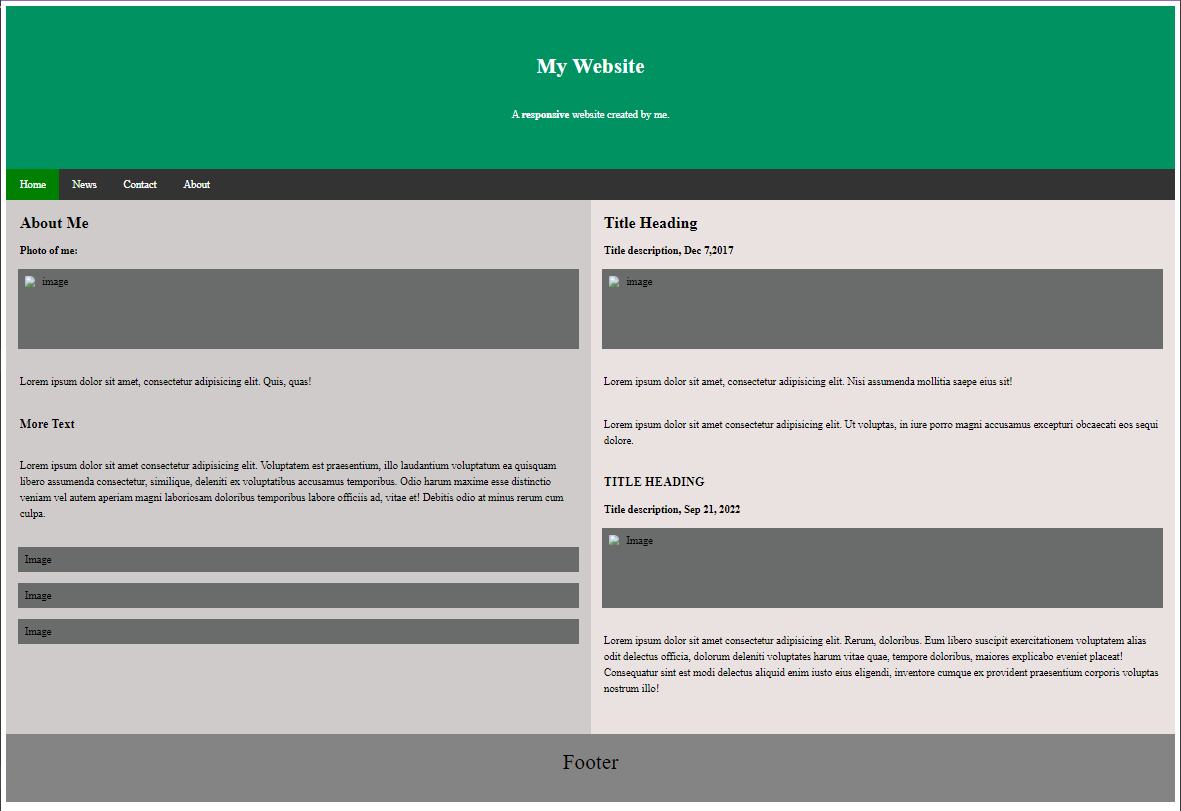 My Website
A responsive website created by me.
Home News Contact About
About Me
Photo of me:
image
Lorem ipsum dolor sit amet, consectetur adipisicing elit. Quis, quas!
More Text
Lorem ipsum dolor sit amet consectetur adipisicing elit. Voluptatem est praesentium, illo laudantium voluptatum ea quisquam
libero assumenda consectetur, similique, deleniti ex voluptatibus accusamus temporibus. Odio harum maxime esse distinctio
veniam vel autem aperiam magni laboriosam doloribus temporibus labore officiis ad, vitae et! Debitis odio at minus rerum cum
culpa.
Image
Image
Image
Title Heading
Title description, Dec 7,2017
image
Lorem ipsum dolor sit amet, consectetur adipisicing elit. Nisi assumenda mollitia saepe eius sit!
Lorem ipsum dolor sit amet consectetur adipisicing elit. Ut voluptas, in iure porro magni accusamus excepturi obcaecati eos sequi
dolore.
TITLE HEADING
Title description, Sep 21, 2022
Image
Lorem ipsum dolor sit amet consectetur adipisicing elit. Rerum, doloribus. Eum libero suscipit exercitationem voluptatem alias
odit delectus officia, dolorum deleniti voluptates harum vitae quae, tempore doloribus, maiores explicabo eveniet placeat!
Consequatur sint est modi delectus aliquid enim iusto eius eligendi, inventore cumque ex provident praesentium corporis voluptas
nostrum illo!
Footer